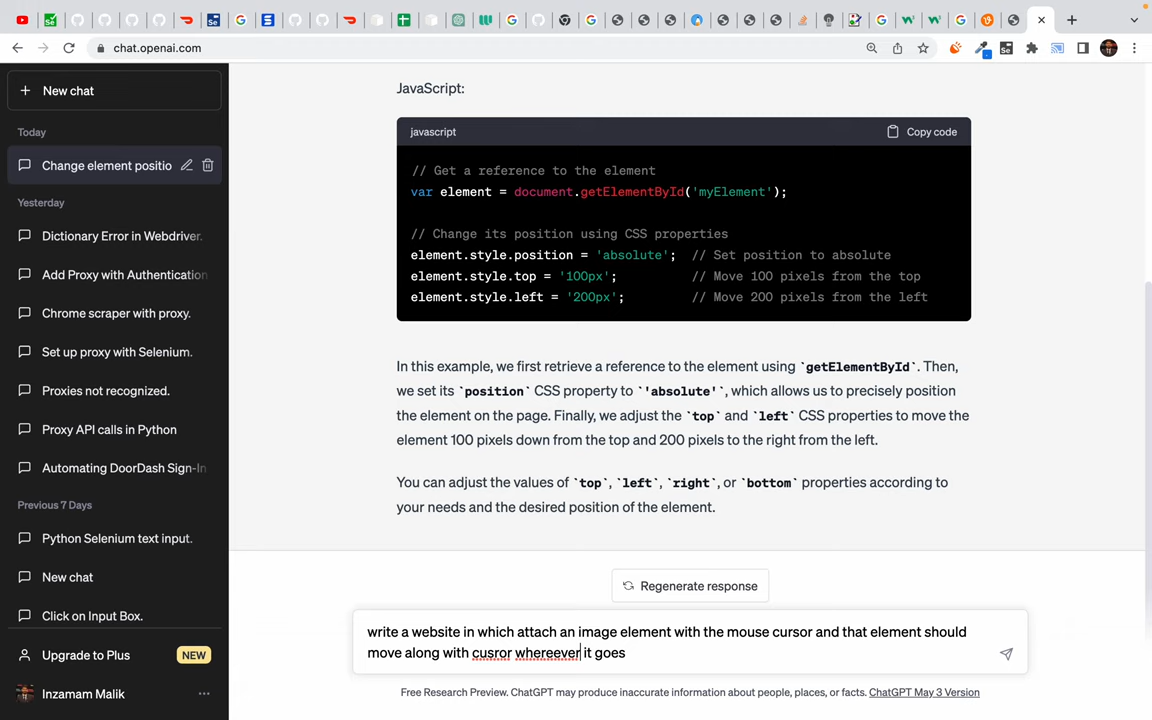 chat.openai.com
New chat
Today
Change element positio
Yesterday
Dictionary Error in Webdriver.
Add Proxy with Authentication
Chrome scraper with proxy.
Set up proxy with Selenium.
Proxies not recognized.
Proxy API calls in Python
Automating DoorDash Sign-In
Previous 7 Days
Python Selenium text input.
New chat
Click on Input Box.
Upgrade to Plus NEW
Inzamam Malik
JavaScript:
javascript Copy code
// Get a reference to the element
var element = document.getElementById('myElement');
// Change its position using CSS properties
element.style.position = 'absolute'; // Set position to absolute
element.style.top = '100px'; // Move 100 pixels from the top
element.style.left = '200px'; // Move 200 pixels from the left
In this example, we first retrieve a reference to the element using `getElementById`. Then,
we set its `position` CSS property to `'absolute'`, which allows us to precisely position
the element on the page. Finally, we adjust the `top` and `left` CSS properties to move the
element 100 pixels down from the top and 200 pixels to the right from the left.
You can adjust the values of `top`, `left`, `right`, or `bottom` properties according to
your needs and the desired position of the element.
Regenerate response
write a website in which attach an image element with the mouse cursor and that element should
move along with cusror whereever it goes
Free Research Preview. ChatGPT may produce inaccurate information about people, places, or facts. ChatGPT May 3 Version